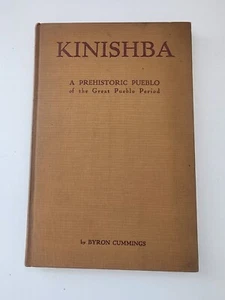 KINISHBA
A PREHISTORIC PUEBLO
of the Great Pueblo Period
by BYRON CUMMINGS